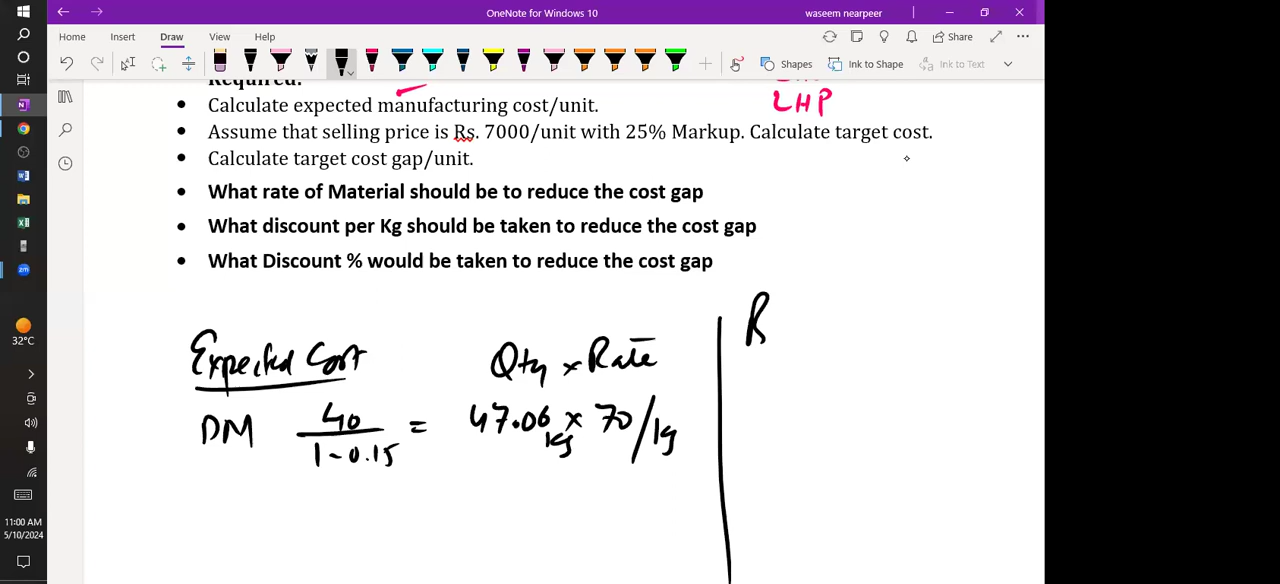 OneNote for Windows 10
waseem nearpeer
Home Insert Draw View Help
Share
Shapes Ink to Shape Ink to Text
Required:
LHP
• Calculate expected manufacturing cost/unit.
• Assume that selling price is Rs. 7000/unit with 25% Markup. Calculate target cost.
• Calculate target cost gap/unit.
• What rate of Material should be to reduce the cost gap
• What discount per Kg should be taken to reduce the cost gap
• What Discount % would be taken to reduce the cost gap
Expected Cost Qty × Rate
DM 40/1-0.15 = 47.06 kg × 70/kg
R
32°C
11:00 AM
5/10/2024